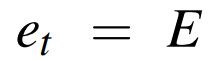 e_t = E